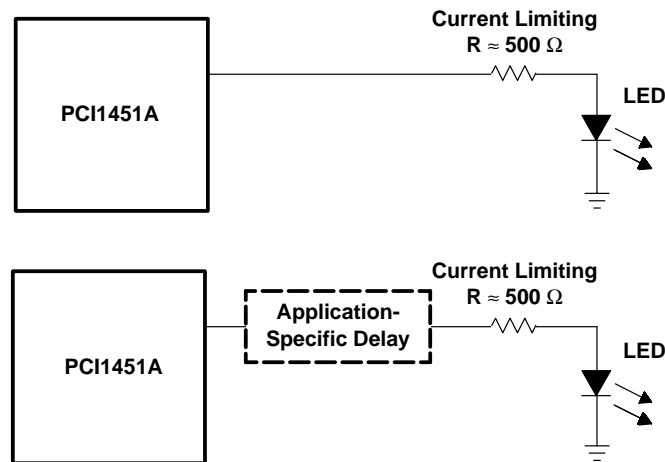 Current Limiting
R ≈ 500 Ω
LED
PCI1451A
Current Limiting
R ≈ 500 Ω
Application-
Specific Delay
LED
PCI1451A